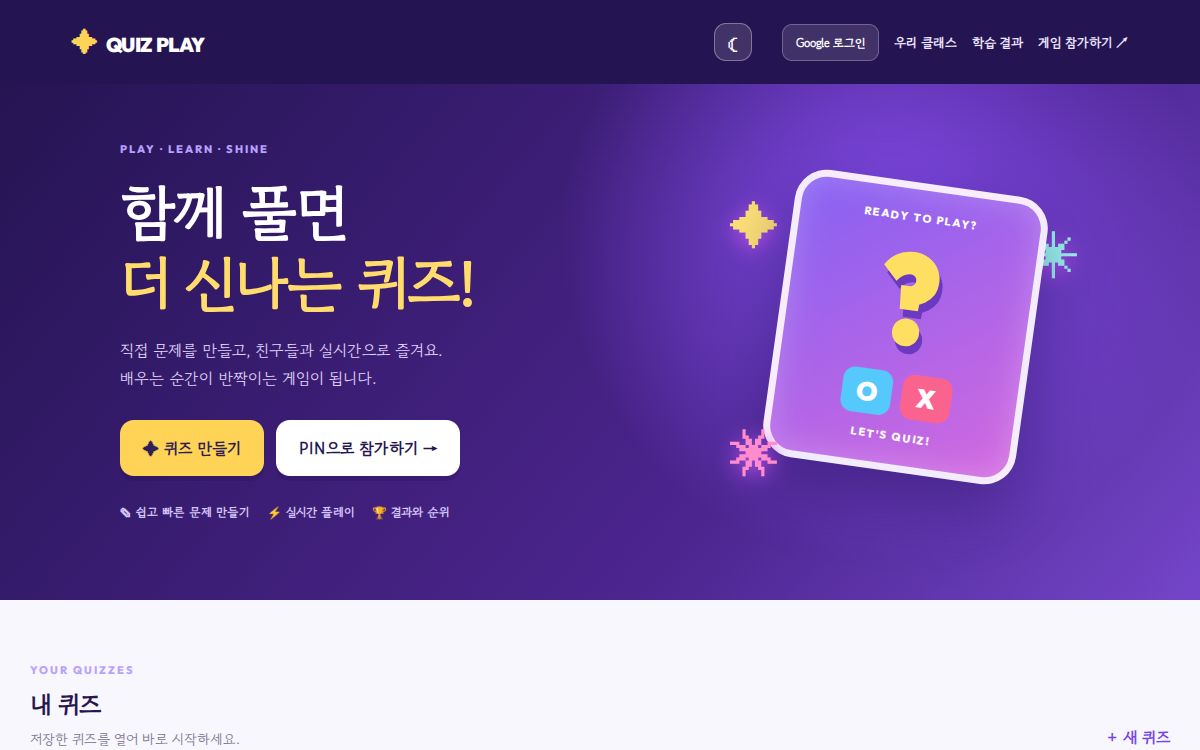 QUIZ PLAY
☾
Google 로그인
우리 클래스
학습 결과
게임 참가하기 ↗
PLAY · LEARN · SHINE
함께 풀면
더 신나는 퀴즈!
직접 문제를 만들고, 친구들과 실시간으로 즐겨요.
배우는 순간이 반짝이는 게임이 됩니다.
✦ 퀴즈 만들기
PIN으로 참가하기 →
✎ 쉽고 빠른 문제 만들기
⚡ 실시간 플레이
🏆 결과와 순위
READY TO PLAY?
?
O X
LET'S QUIZ!
YOUR QUIZZES
내 퀴즈
저장한 퀴즈를 열어 바로 시작하세요.
+ 새 퀴즈